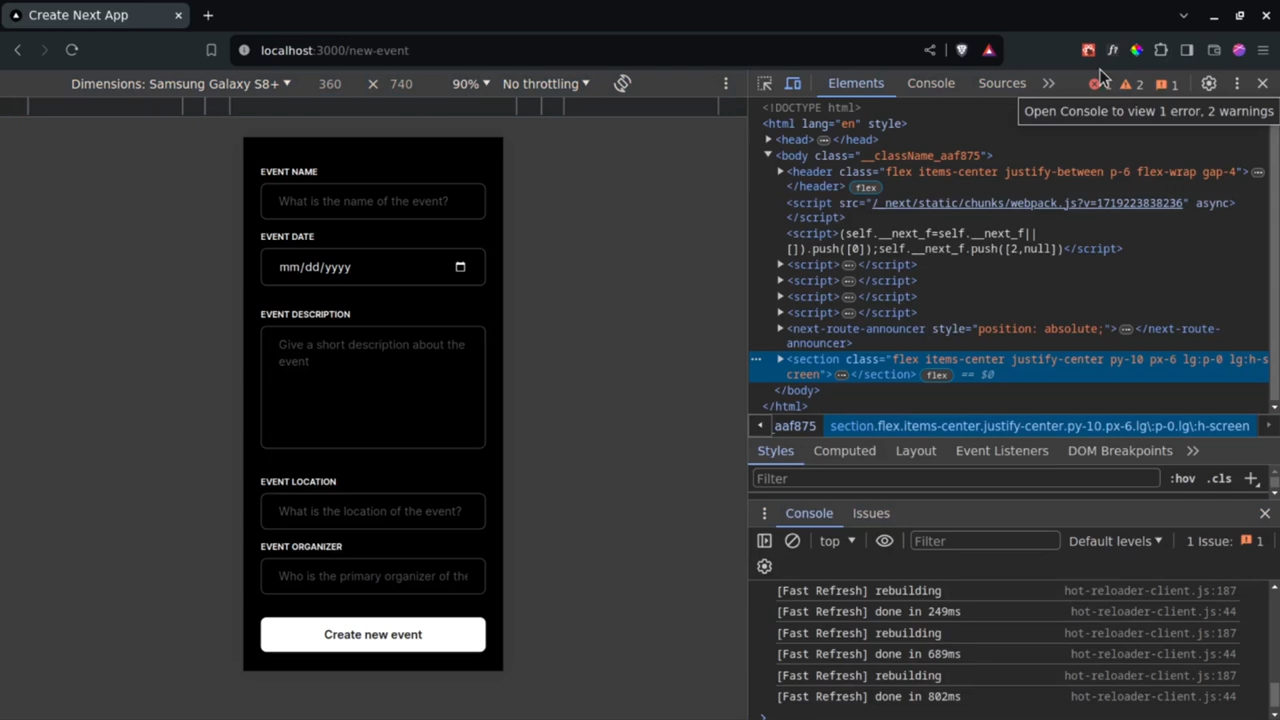 Create Next App
localhost:3000/new-event
Dimensions: Samsung Galaxy S8+ 360 × 740 90% No throttling
Elements Console Sources 2 1
Open Console to view 1 error, 2 warnings
<!DOCTYPE html>
<html lang="en" style>
<head> </head>
<body class="__className_aaf875">
<header class="flex items-center justify-between p-6 flex-wrap gap-4">
</header> flex
<script src="/_next/static/chunks/webpack.js?v=1719223838236" async>
</script>
<script>(self.__next_f=self.__next_f||
[]).push([0]);self.__next_f.push([2,null])</script>
<script> </script>
<script> </script>
<script> </script>
<script> </script>
<next-route-announcer style="position: absolute;"> </next-route-
announcer>
<section class="flex items-center justify-center py-10 px-6 lg:p-0 lg:h-s
creen"> </section> flex == $0
</body>
</html>
aaf875 section.flex.items-center.justify-center.py-10.px-6.lg\:p-0.lg\:h-screen
Styles Computed Layout Event Listeners DOM Breakpoints
Filter :hov .cls
Console Issues
top Filter Default levels 1 Issue: 1
[Fast Refresh] rebuilding hot-reloader-client.js:187
[Fast Refresh] done in 249ms hot-reloader-client.js:44
[Fast Refresh] rebuilding hot-reloader-client.js:187
[Fast Refresh] done in 689ms hot-reloader-client.js:44
[Fast Refresh] rebuilding hot-reloader-client.js:187
[Fast Refresh] done in 802ms hot-reloader-client.js:44
EVENT NAME
What is the name of the event?
EVENT DATE
mm/dd/yyyy
EVENT DESCRIPTION
Give a short description about the
event
EVENT LOCATION
What is the location of the event?
EVENT ORGANIZER
Who is the primary organizer of the
Create new event